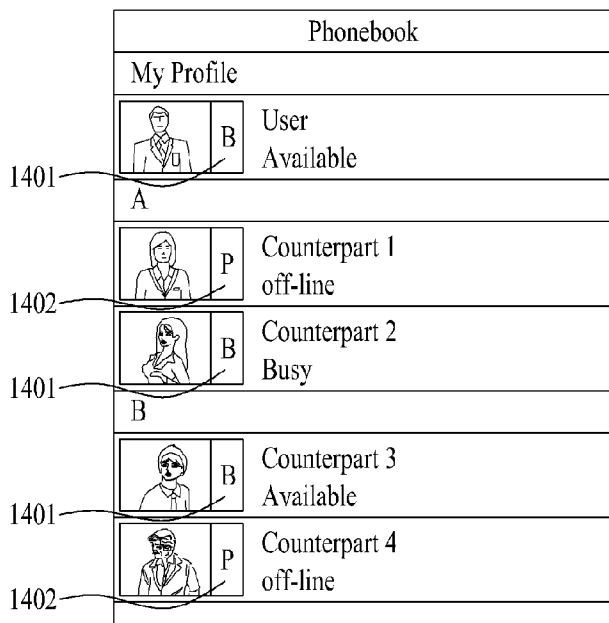 Phonebook
My Profile
B
User
Available
1401
A
P
Counterpart 1
off-line
1402
B
Counterpart 2
Busy
1401
B
B
Counterpart 3
Available
1401
P
Counterpart 4
off-line
1402